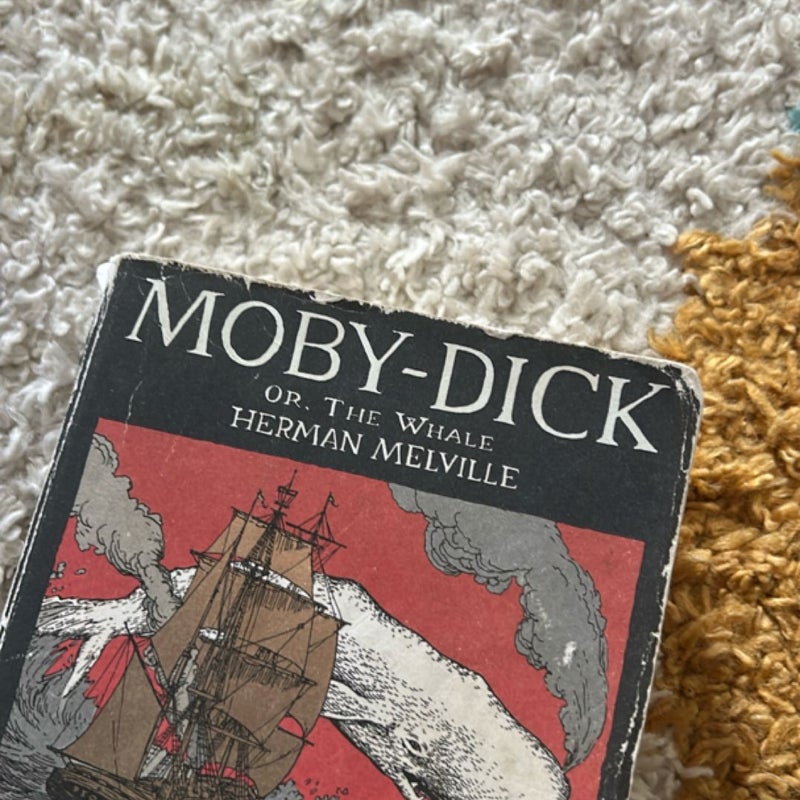 MOBY-DICK
OR, THE WHALE
HERMAN MELVILLE